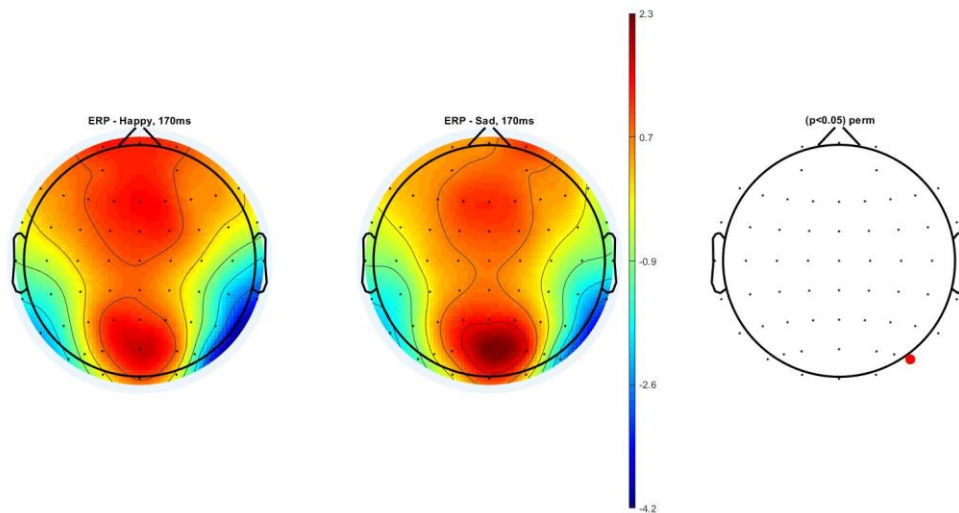 ERP - Happy, 170ms
ERP - Sad, 170ms
2.3
0.7
-0.9
-2.6
-4.2
(p<0.05) perm